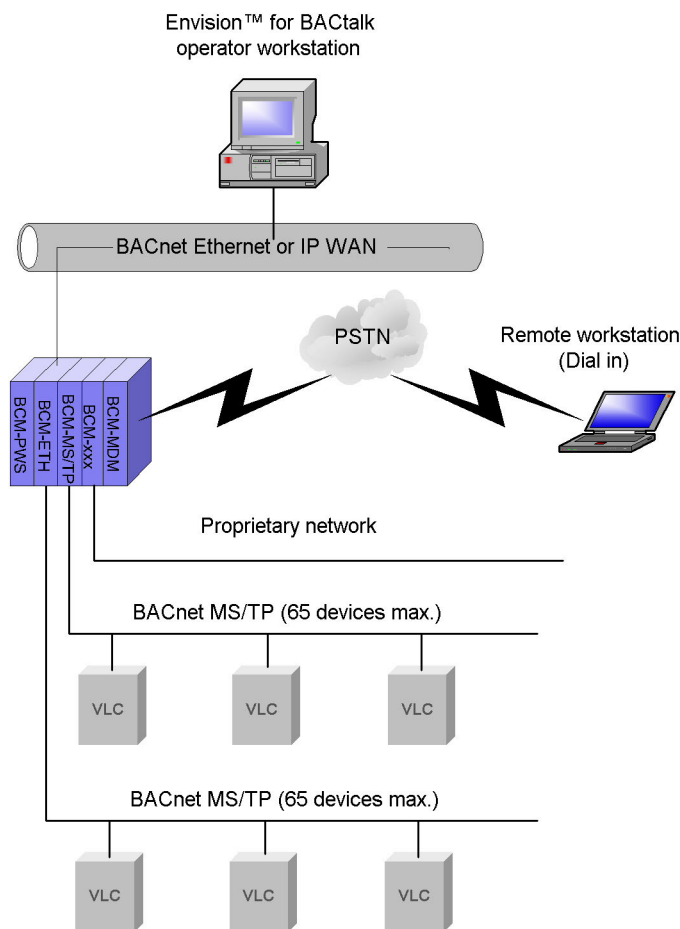 Envision™ for BACtalk
operator workstation
BACnet Ethernet or IP WAN
PSTN
Remote workstation
(Dial in)
BCM-PWS
BCM-ETH
BCM-MS/TP
BCM-xxx
BCM-MDM
Proprietary network
BACnet MS/TP (65 devices max.)
VLC
VLC
VLC
BACnet MS/TP (65 devices max.)
VLC
VLC
VLC